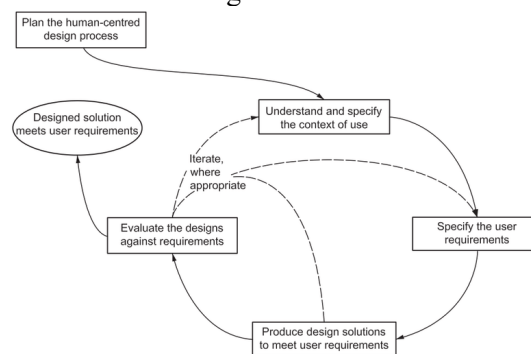 Plan the human-centred
design process
Designed solution
meets user requirements
Understand and specify
the context of use
Iterate,
where
appropriate
Evaluate the designs
against requirements
Specify the user
requirements
Produce design solutions
to meet user requirements